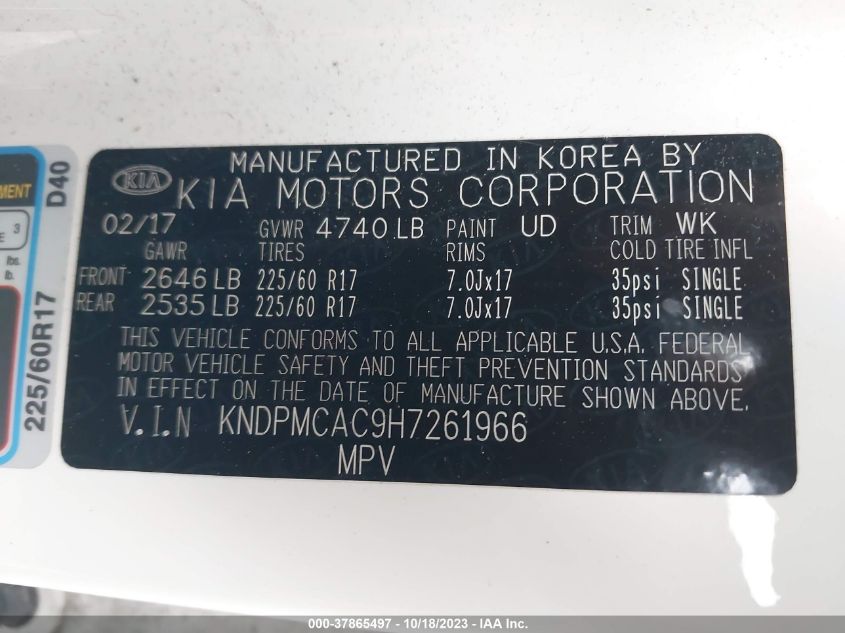 MANUFACTURED IN KOREA BY
KIA KIA MOTORS CORPORATION
02/17 GVWR 4740 LB PAINT UD TRIM WK
GAWR TIRES RIMS COLD TIRE INFL
FRONT 2646 LB 225/60 R17 7.0Jx17 35psi SINGLE
REAR 2535 LB 225/60 R17 7.0Jx17 35psi SINGLE
THIS VEHICLE CONFORMS TO ALL APPLICABLE U.S.A. FEDERAL
MOTOR VEHICLE SAFETY AND THEFT PREVENTION STANDARDS
IN EFFECT ON THE DATE OF MANUFACTURE SHOWN ABOVE.
V.I.N KNDPMCAC9H7261966
MPV
3
lbs.
lb.
225/60R17 D40
000-37865497 - 10/18/2023 - IAA Inc.